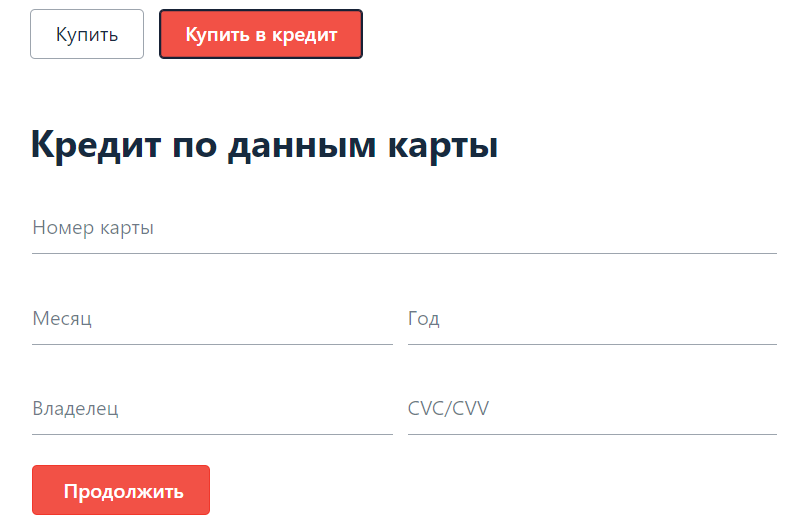 Купить Купить в кредит
Кредит по данным карты
Номер карты
Месяц Год
Владелец CVC/CVV
Продолжить